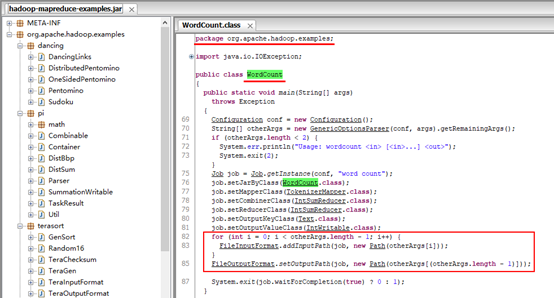 hadoop-mapreduce-examples.jar
META-INF
org.apache.hadoop.examples
dancing
DancingLinks
DistributedPentomino
OneSidedPentomino
Pentomino
Sudoku
pi
math
Combinable
Container
DistBbp
DistSum
Parser
SummationWritable
TaskResult
Util
terasort
GenSort
Random16
TeraChecksum
TeraGen
TeraInputFormat
TeraOutputFormat
WordCount.class
package org.apache.hadoop.examples;
import java.io.IOException;
public class WordCount
{
public static void main(String[] args)
throws Exception
{
69 Configuration conf = new Configuration();
70 String[] otherArgs = new GenericOptionsParser(conf, args).getRemainingArgs();
71 if (otherArgs.length < 2) {
72 System.err.println("Usage: wordcount <in> [<in>...] <out>");
73 System.exit(2);
}
75 Job job = Job.getInstance(conf, "word count");
76 job.setJarByClass(WordCount.class);
77 job.setMapperClass(TokenizerMapper.class);
78 job.setCombinerClass(IntSumReducer.class);
79 job.setReducerClass(IntSumReducer.class);
80 job.setOutputKeyClass(Text.class);
81 job.setOutputValueClass(IntWritable.class);
82 for (int i = 0; i < otherArgs.length - 1; i++) {
83 FileInputFormat.addInputPath(job, new Path(otherArgs[i]));
}
85 FileOutputFormat.setOutputPath(job, new Path(otherArgs[(otherArgs.length - 1)]));
87 System.exit(job.waitForCompletion(true) ? 0 : 1);
}